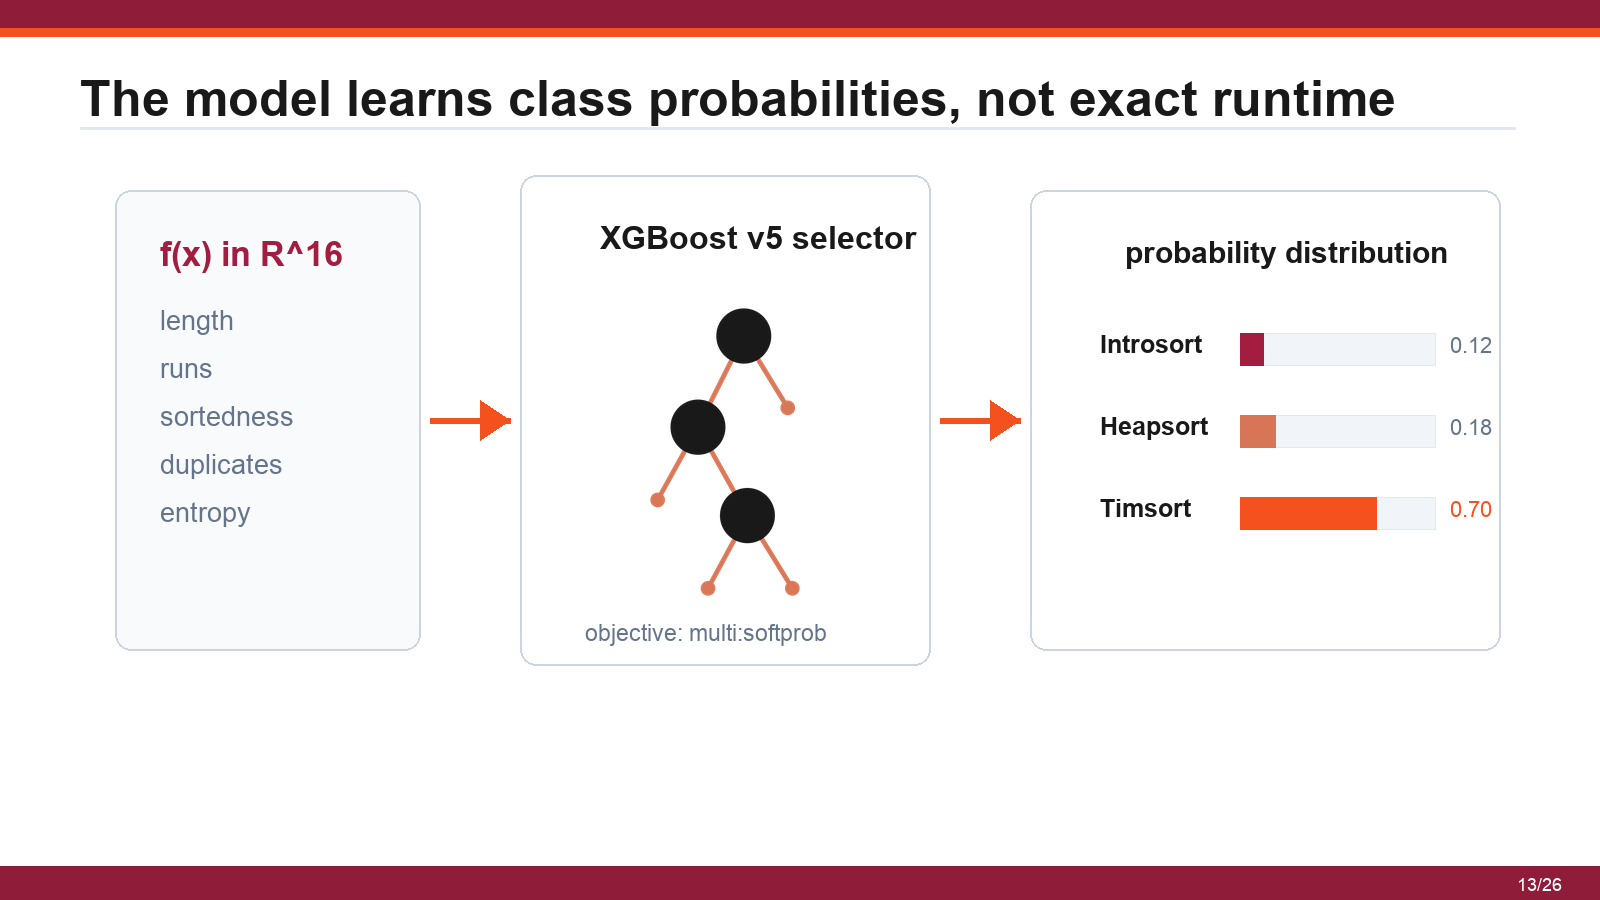 The model learns class probabilities, not exact runtime
f(x) in R^16
length
runs
sortedness
duplicates
entropy
XGBoost v5 selector
objective: multi:softprob
probability distribution
Introsort 0.12
Heapsort 0.18
Timsort 0.70
13/26